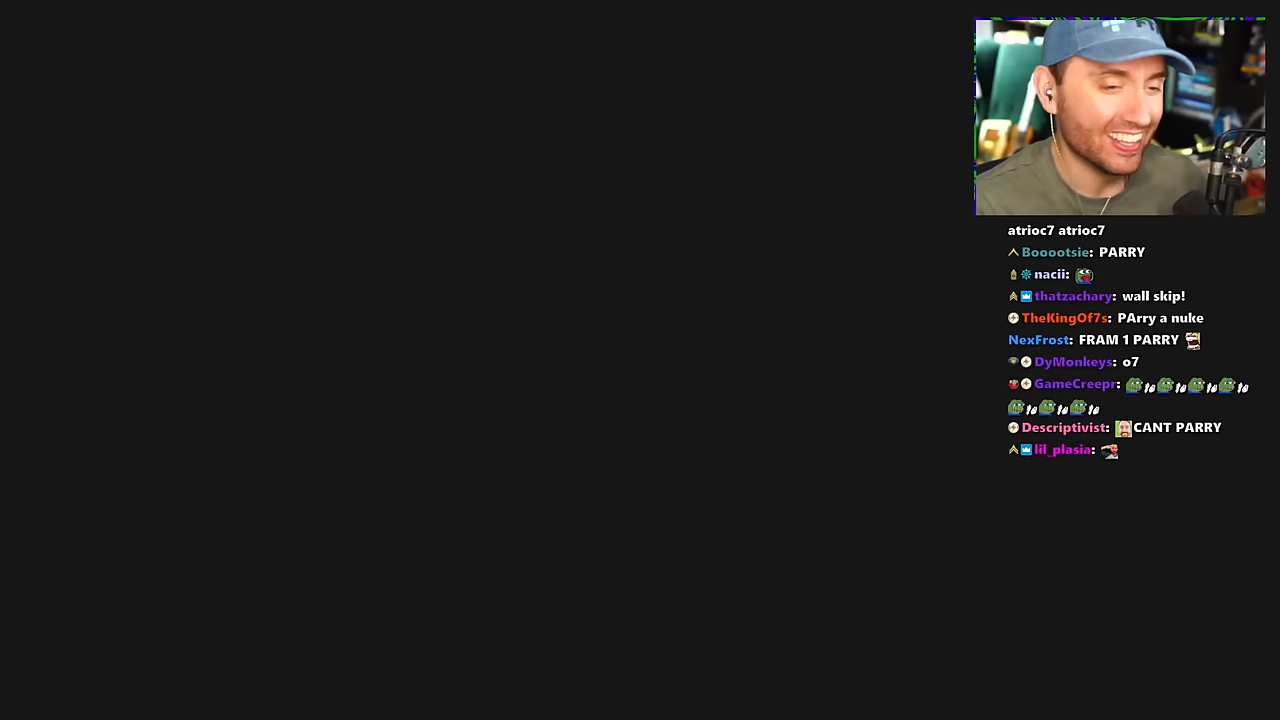 atrioc7 atrioc7
Booootsie: PARRY
nacii:
thatzachary: wall skip!
TheKingOf7s: PArry a nuke
NexFrost: FRAM 1 PARRY
DyMonkeys: o7
GameCreepr:
Descriptivist: CANT PARRY
lil_plasia: